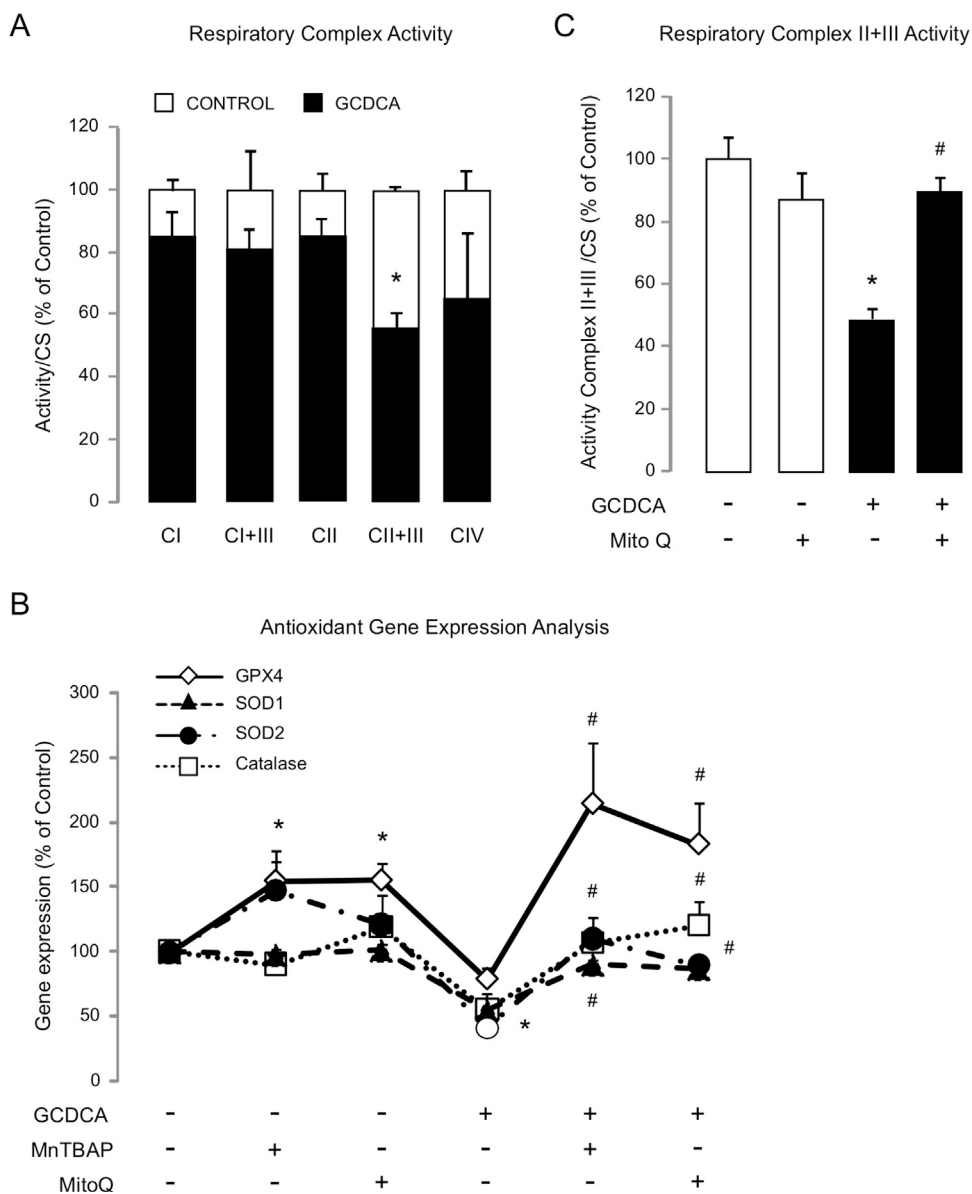 A
Respiratory Complex Activity
CONTROL GCDCA
Activity/CS (% of Control)
120
100
80
60
40
20
0
*
CI CI+III CII CII+III CIV
C
Respiratory Complex II+III Activity
Activity Complex II+III /CS (% of Control)
120
100
80
60
40
20
0
*
#
GCDCA - - + +
Mito Q - + - +
B
Antioxidant Gene Expression Analysis
GPX4
SOD1
SOD2
Catalase
Gene expression (% of Control)
300
250
200
150
100
50
0
* * * # # # # # #
GCDCA - - - + + +
MnTBAP - + - - + -
MitoQ - - + - - +